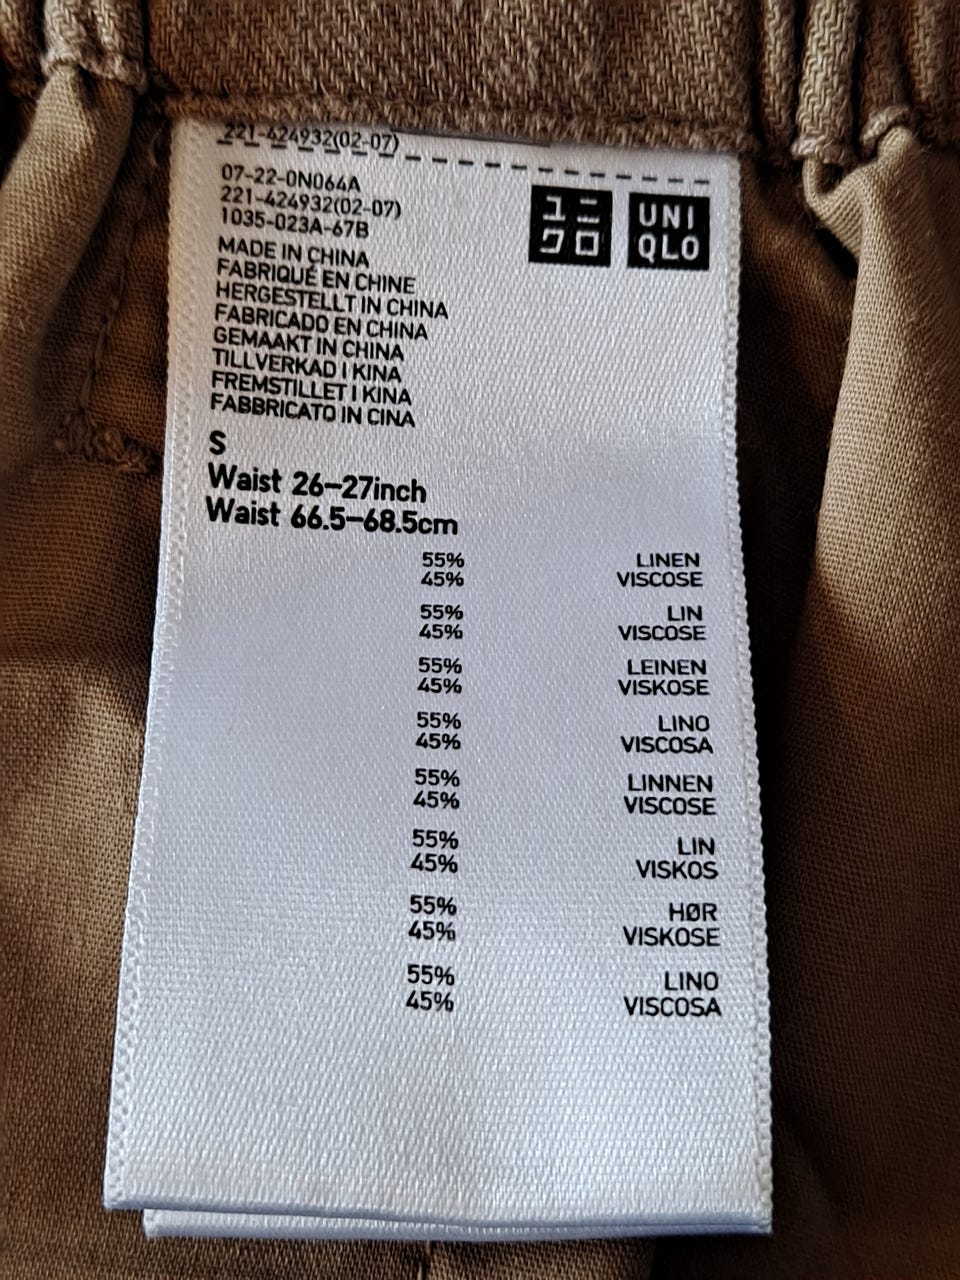 221-424932(02-07)
07-22-0N064A
221-424932(02-07)
1035-023A-67B
ユニ
クロ
UNI
QLO
MADE IN CHINA
FABRIQUÉ EN CHINE
HERGESTELLT IN CHINA
FABRICADO EN CHINA
GEMAAKT IN CHINA
TILLVERKAD I KINA
FREMSTILLET I KINA
FABBRICATO IN CINA
S
Waist 26–27inch
Waist 66.5–68.5cm
55% LINEN
45% VISCOSE
55% LIN
45% VISCOSE
55% LEINEN
45% VISKOSE
55% LINO
45% VISCOSA
55% LINNEN
45% VISCOSE
55% LIN
45% VISKOS
55% HØR
45% VISKOSE
55% LINO
45% VISCOSA